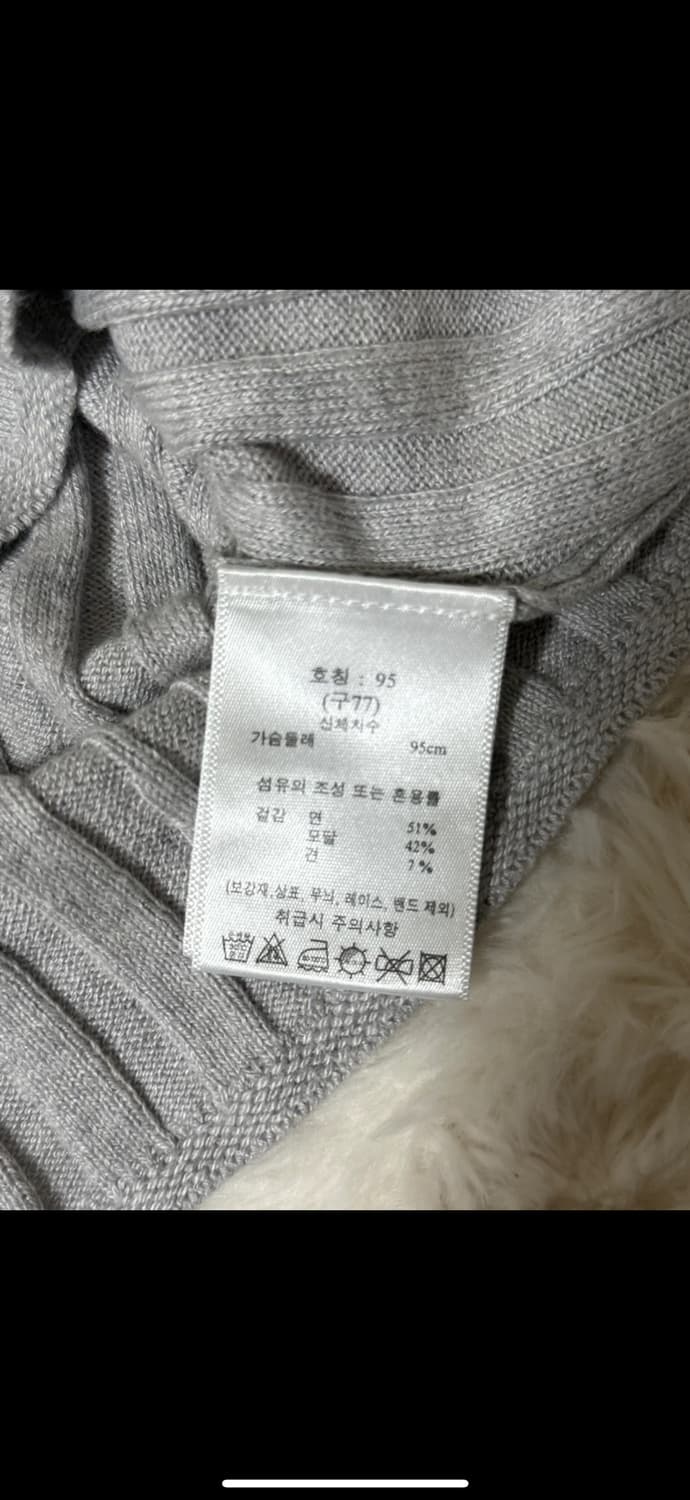 호칭 : 95
(구77)
신체치수
가슴둘레 95cm
섬유의 조성 또는 혼용률
겉감 면 51%
모달 42%
견 7%
(보강재,상표, 무늬, 레이스, 밴드 제외)
취급시 주의사항